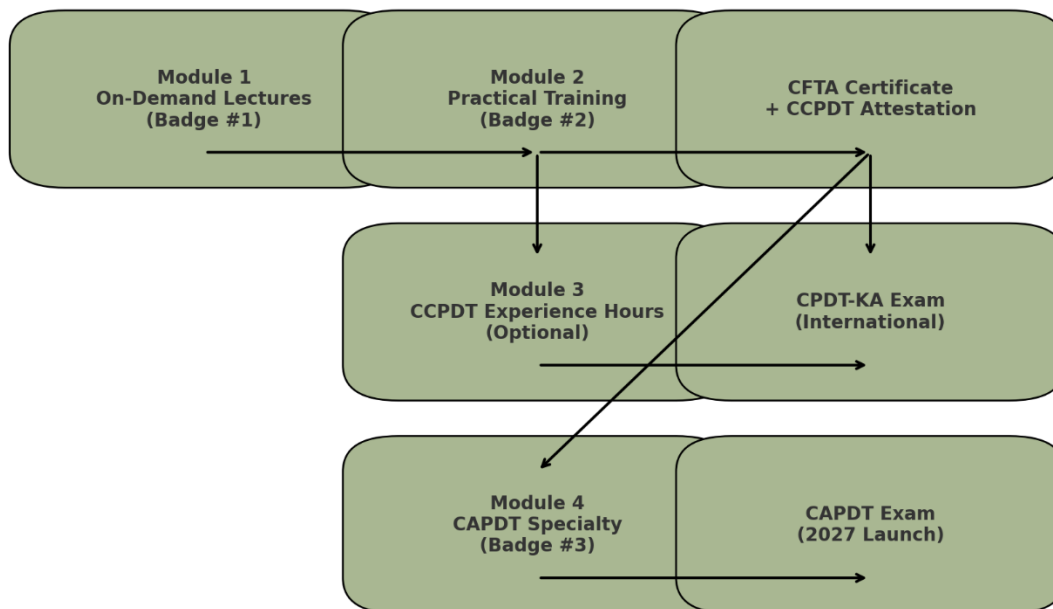 Module 1
On-Demand Lectures
(Badge #1)
Module 2
Practical Training
(Badge #2)
CFTA Certificate
+ CCPDT Attestation
Module 3
CCPDT Experience Hours
(Optional)
CPDT-KA Exam
(International)
Module 4
CAPDT Specialty
(Badge #3)
CAPDT Exam
(2027 Launch)